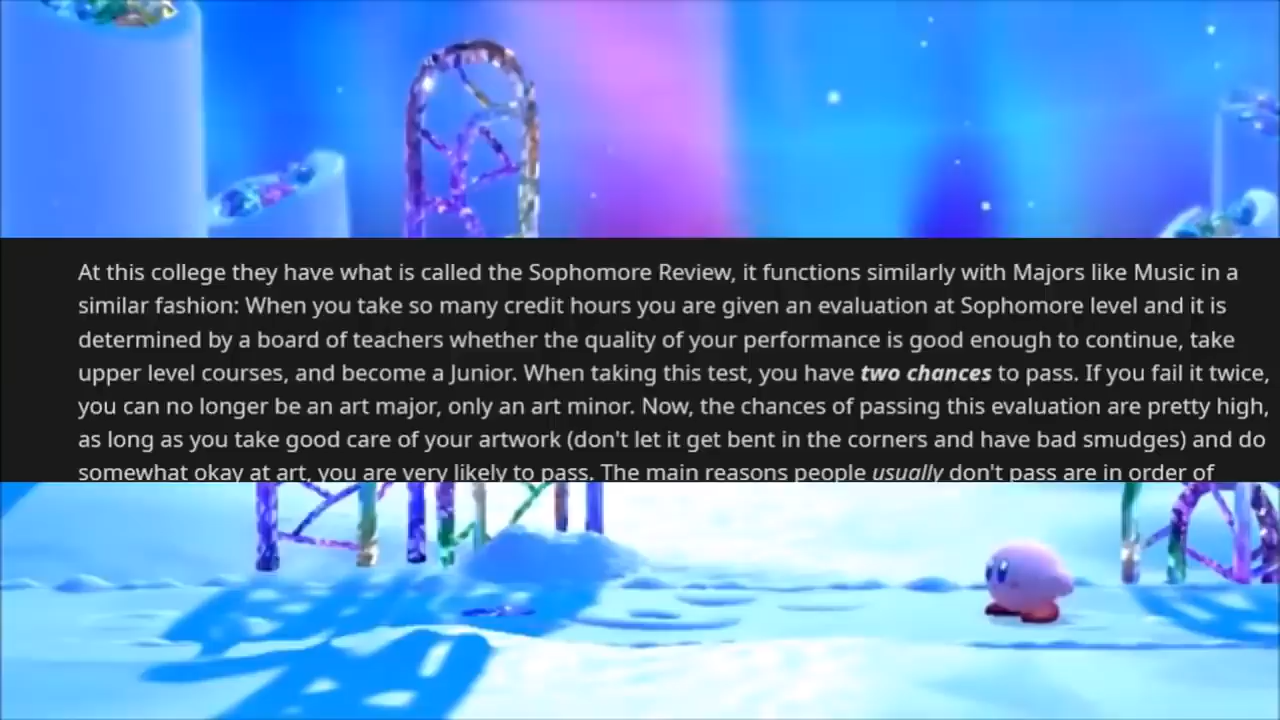 At this college they have what is called the Sophomore Review, it functions similarly with Majors like Music in a
similar fashion: When you take so many credit hours you are given an evaluation at Sophomore level and it is
determined by a board of teachers whether the quality of your performance is good enough to continue, take
upper level courses, and become a Junior. When taking this test, you have two chances to pass. If you fail it twice,
you can no longer be an art major, only an art minor. Now, the chances of passing this evaluation are pretty high,
as long as you take good care of your artwork (don't let it get bent in the corners and have bad smudges) and do
somewhat okay at art, you are very likely to pass. The main reasons people usually don't pass are in order of